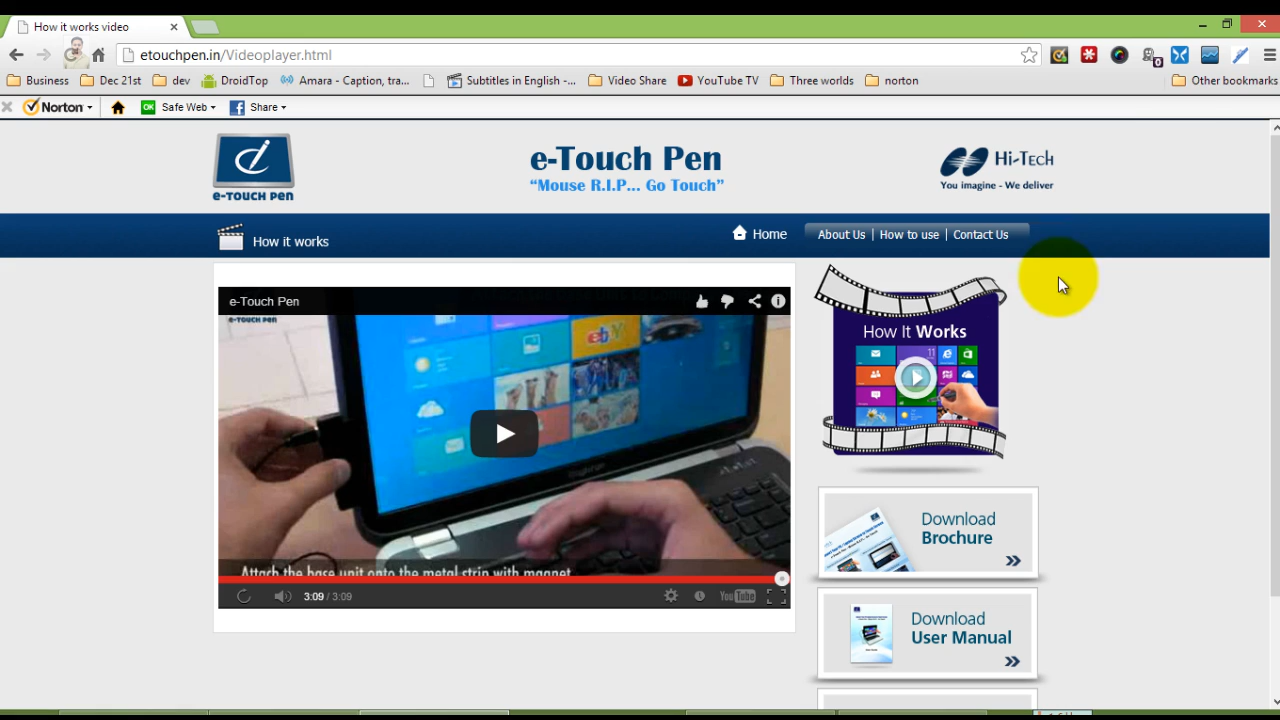 How it works video
etouchpen.in/Videoplayer.html
Business
Dec 21st
dev
DroidTop
Amara - Caption, tra...
Subtitles in English -...
Video Share
YouTube TV
Three worlds
norton
Other bookmarks
Norton
OK
Safe Web
Share
e-Touch Pen
e-Touch Pen
"Mouse R.I.P... Go Touch"
Hi-Tech
You imagine - We deliver
How it works
Home
About Us | How to use | Contact Us
e-Touch Pen
e-Touch Pen
ebay
Attach the base unit onto the metal strip with magnet
3:09 / 3:09
YouTube
How It Works
Download
Brochure
Download
User Manual